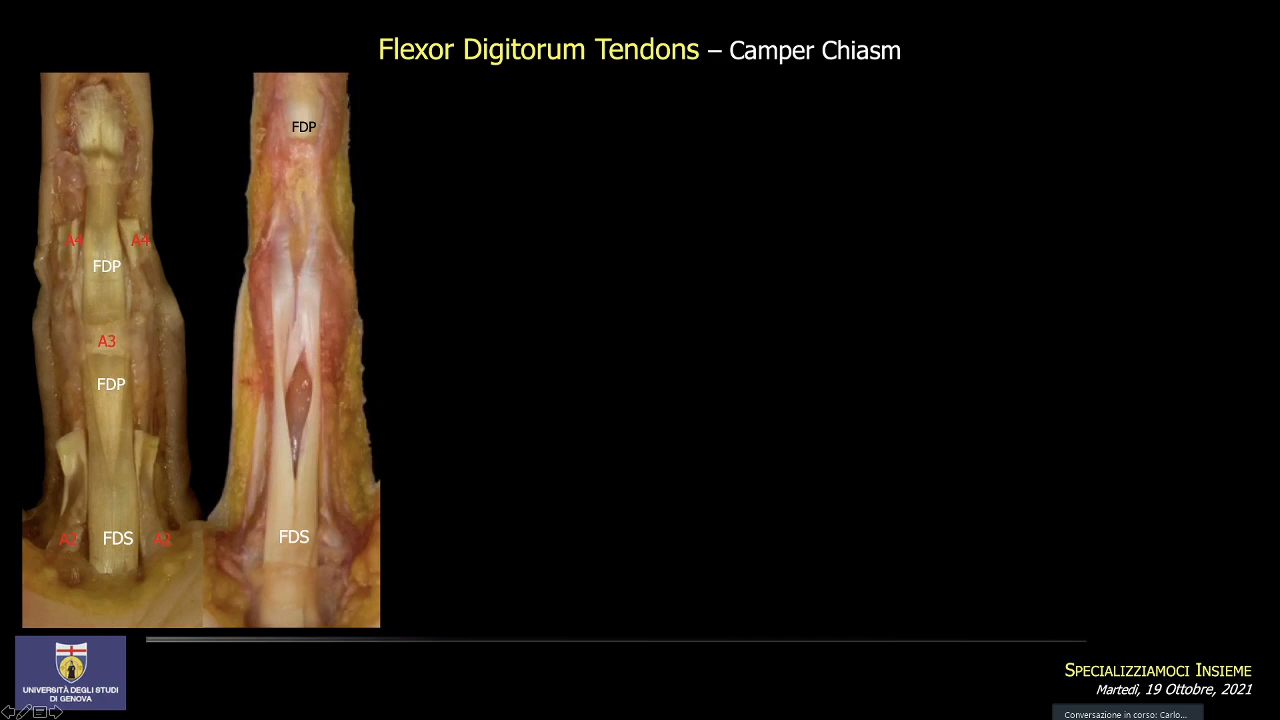 Flexor Digitorum Tendons – Camper Chiasm
FDP
A4 A4
FDP
A3
FDP
A2 FDS A2
FDS
UNIVERSITÀ DEGLI STUDI
DI GENOVA
Specializziamoci Insieme
Martedì, 19 Ottobre, 2021
Conversazione in corso: Carlo...